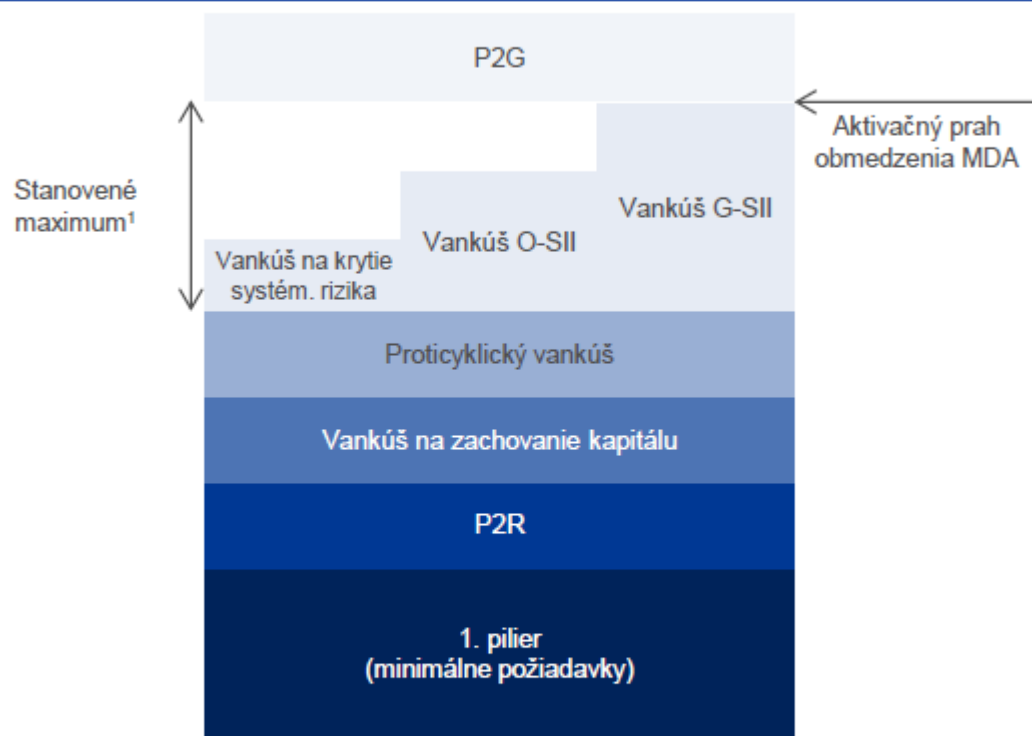 P2G
Aktivačný prah
obmedzenia MDA
Stanovené
maximum¹
Vankúš G-SII
Vankúš O-SII
Vankúš na krytie
systém. rizika
Proticyklický vankúš
Vankúš na zachovanie kapitálu
P2R
1. pilier
(minimálne požiadavky)